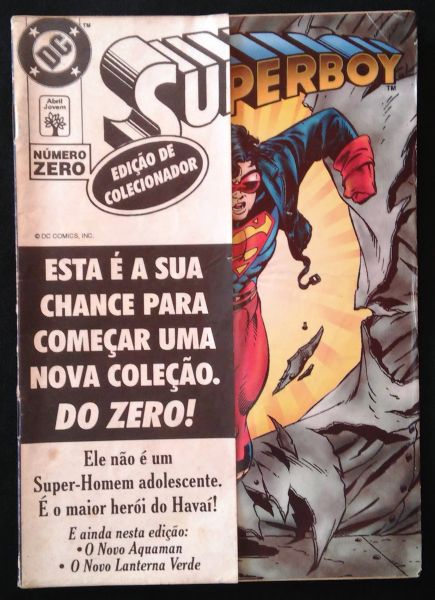 DC
TM
SUPERBOY
TM
Abril
Jovem
NÚMERO
ZERO
EDIÇÃO DE
COLECIONADOR
© DC COMICS, INC.
ESTA É A SUA
CHANCE PARA
COMEÇAR UMA
NOVA COLEÇÃO.
DO ZERO!
Ele não é um
Super-Homem adolescente.
É o maior herói do Havaí!
E ainda nesta edição:
• O Novo Aquaman
• O Novo Lanterna Verde